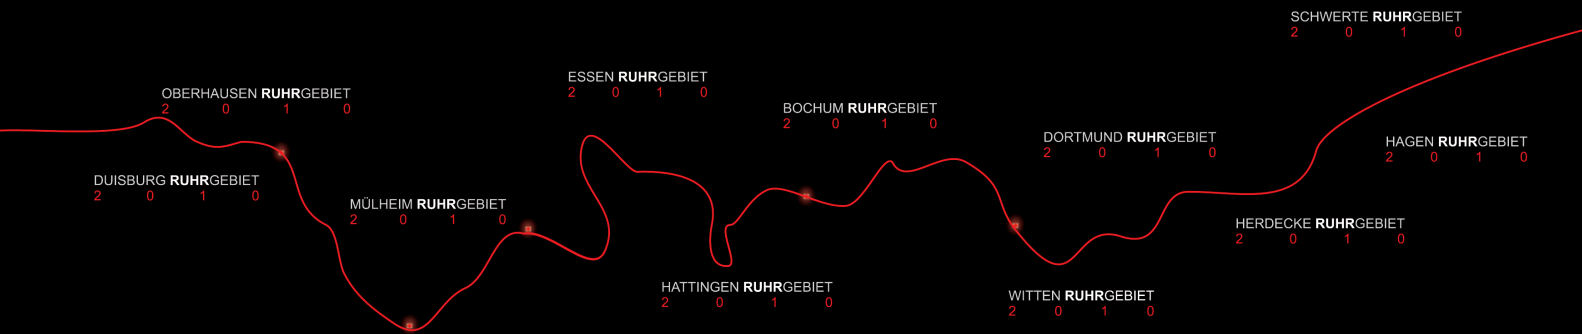 SCHWERTE RUHRGEBIET
2 0 1 0
ESSEN RUHRGEBIET
2 0 1 0
OBERHAUSEN RUHRGEBIET
2 0 1 0
BOCHUM RUHRGEBIET
2 0 1 0
DORTMUND RUHRGEBIET
2 0 1 0
HAGEN RUHRGEBIET
2 0 1 0
DUISBURG RUHRGEBIET
2 0 1 0
MÜLHEIM RUHRGEBIET
2 0 1 0
HERDECKE RUHRGEBIET
2 0 1 0
HATTINGEN RUHRGEBIET
2 0 1 0
WITTEN RUHRGEBIET
2 0 1 0